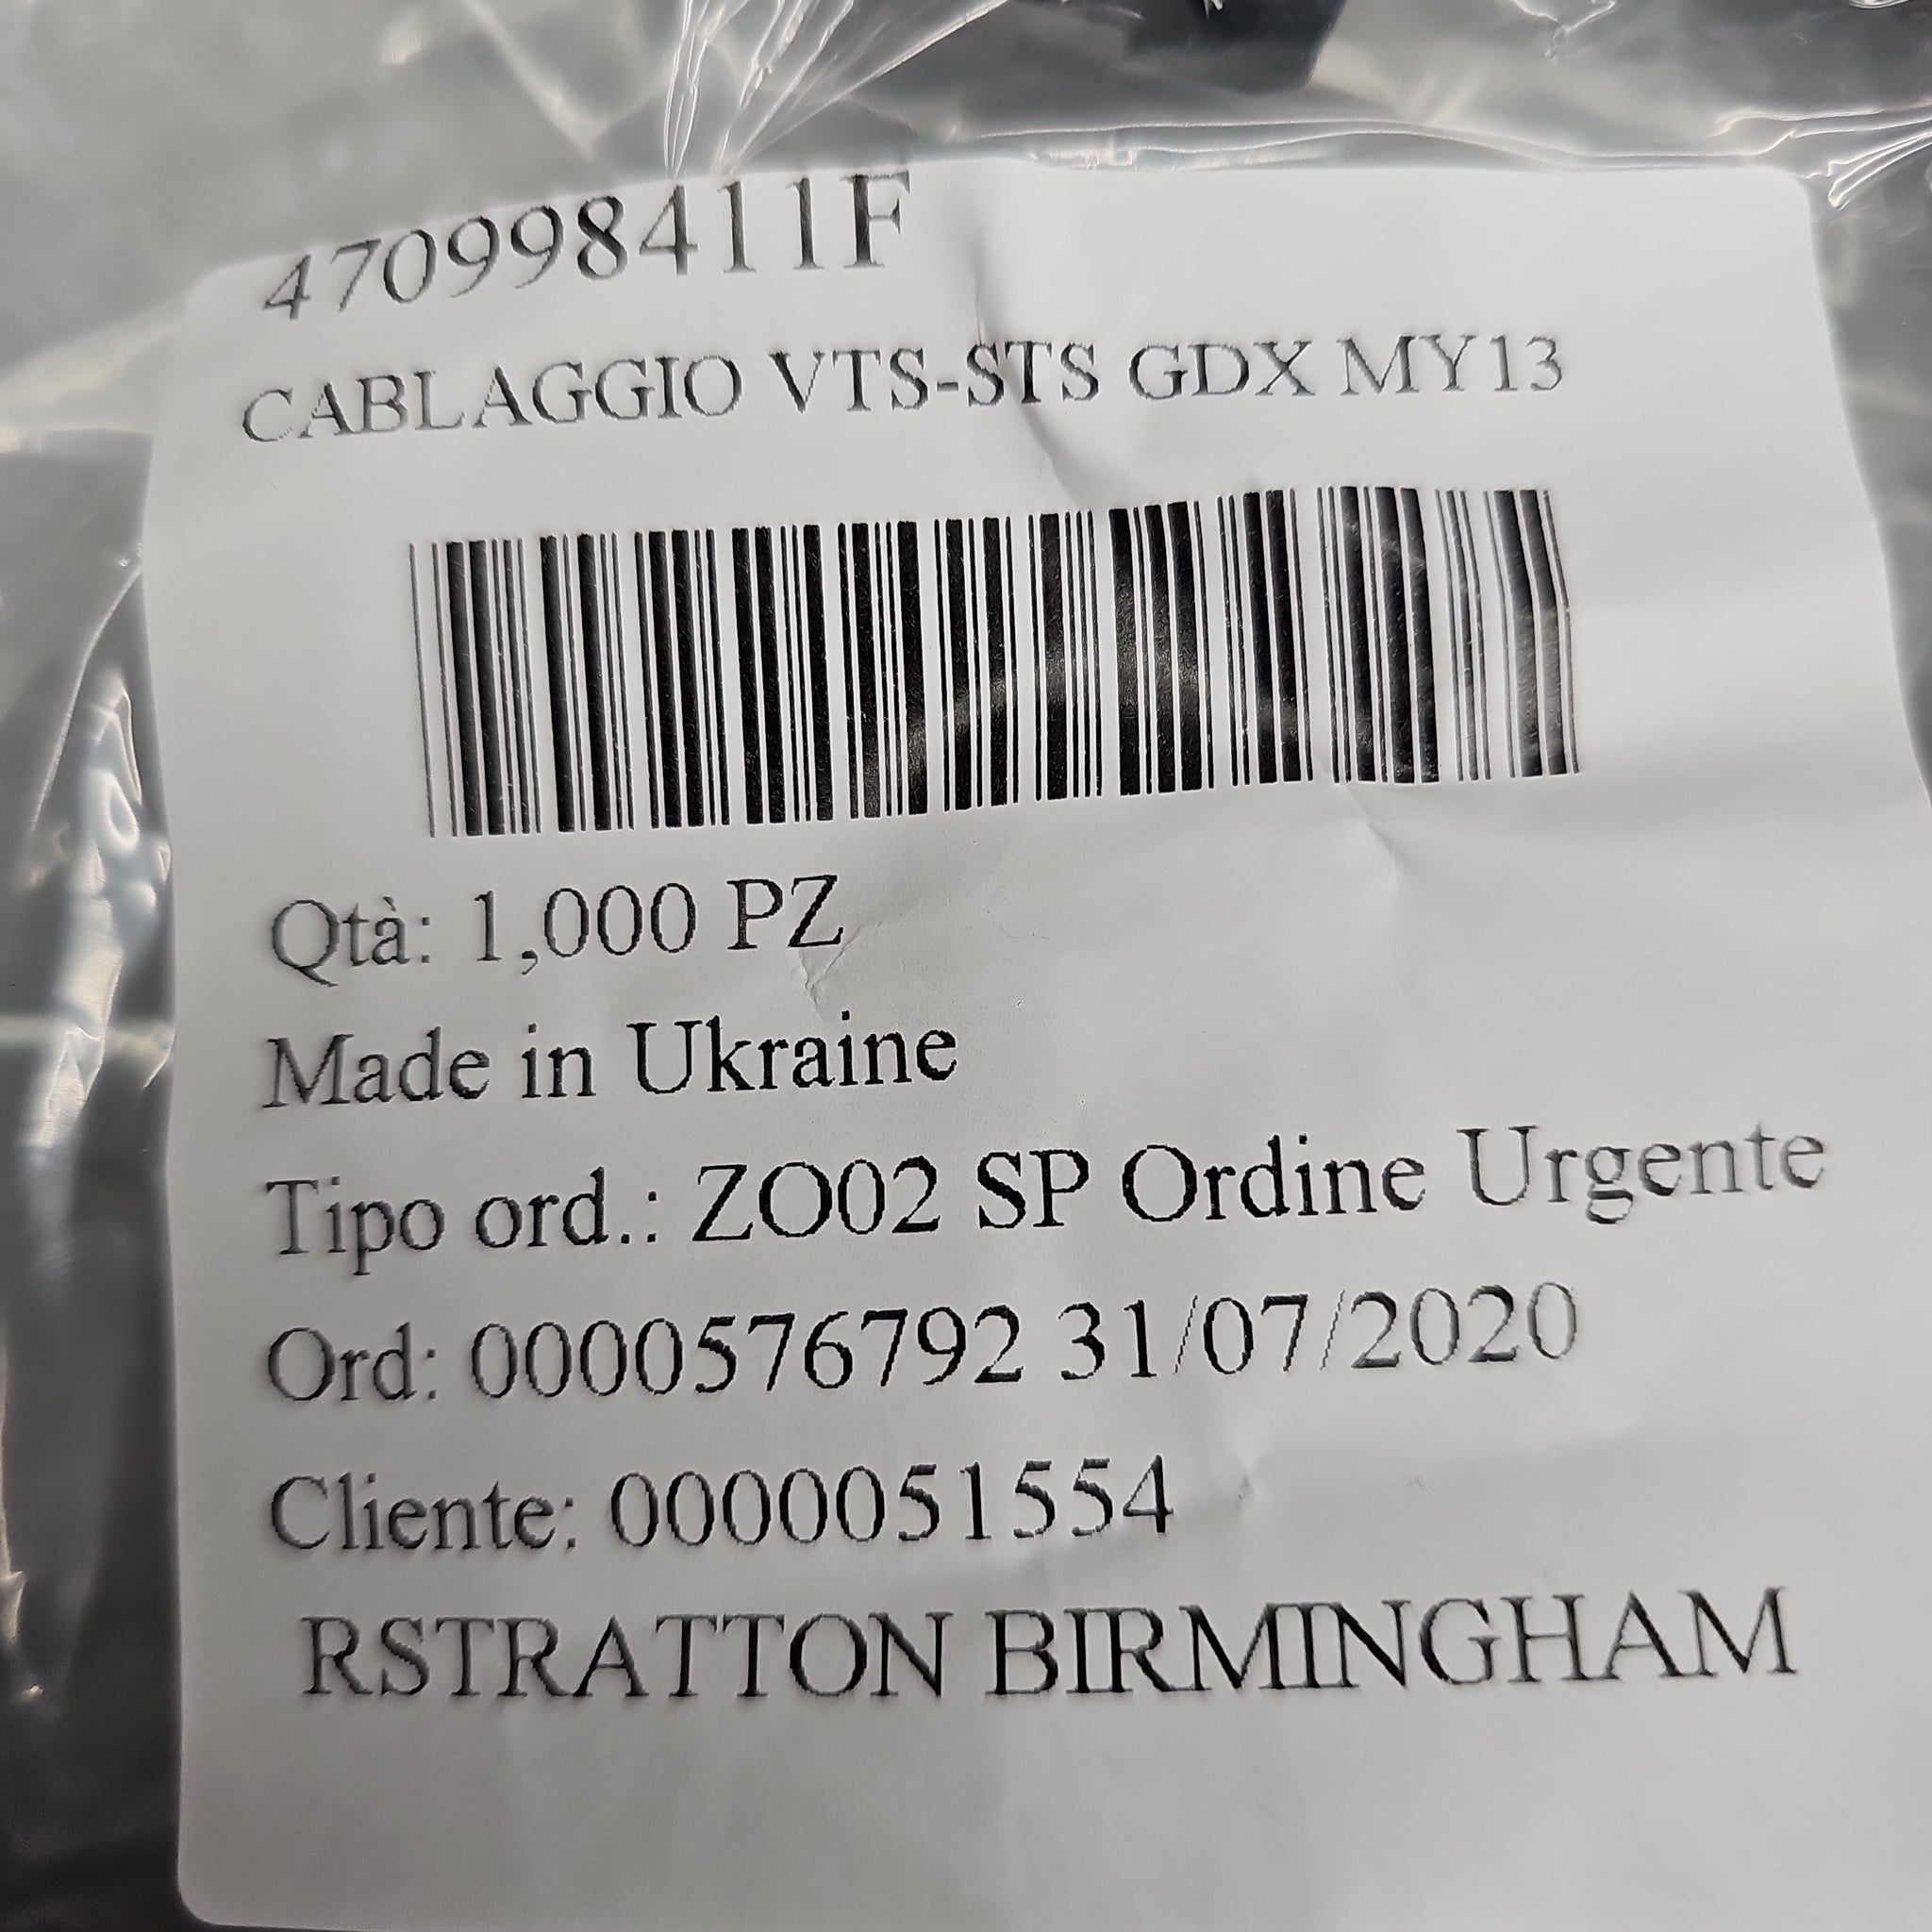 470998411F
CABLAGGIO VTS-STS GDX MY13
Qtà: 1,000 PZ
Made in Ukraine
Tipo ord.: ZO02 SP Ordine Urgente
Ord: 0000576792 31/07/2020
Cliente: 0000051554
RSTRATTON BIRMINGHAM